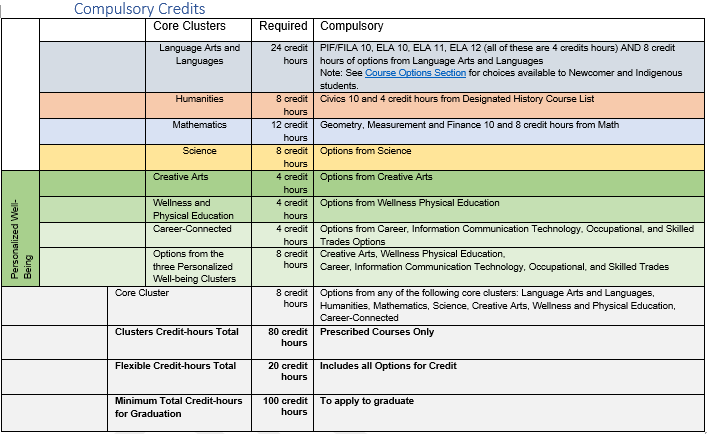 Compulsory Credits
Core Clusters Required Compulsory
Language Arts and 24 credit PIF/FILA 10, ELA 10, ELA 11, ELA 12 (all of these are 4 credits hours) AND 8 credit
Languages hours hours of options from Language Arts and Languages
Note: See Course Options Section for choices available to Newcomer and Indigenous
students.
Humanities 8 credit Civics 10 and 4 credit hours from Designated History Course List
hours
Mathematics 12 credit Geometry, Measurement and Finance 10 and 8 credit hours from Math
hours
Science 8 credit Options from Science
hours
Personalized Well-
Being
Creative Arts 4 credit Options from Creative Arts
hours
Wellness and 4 credit Options from Wellness Physical Education
Physical Education hours
Career-Connected 4 credit Options from Career, Information Communication Technology, Occupational, and Skilled
hours Trades Options
Options from the 8 credit Creative Arts, Wellness Physical Education,
three Personalized hours Career, Information Communication Technology, Occupational, and Skilled Trades
Well-being Clusters
Core Cluster 8 credit Options from any of the following core clusters: Language Arts and Languages,
hours Humanities, Mathematics, Science, Creative Arts, Wellness and Physical Education,
Career-Connected
Clusters Credit-hours Total 80 credit Prescribed Courses Only
hours
Flexible Credit-hours Total 20 credit Includes all Options for Credit
hours
Minimum Total Credit-hours 100 credit To apply to graduate
for Graduation hours